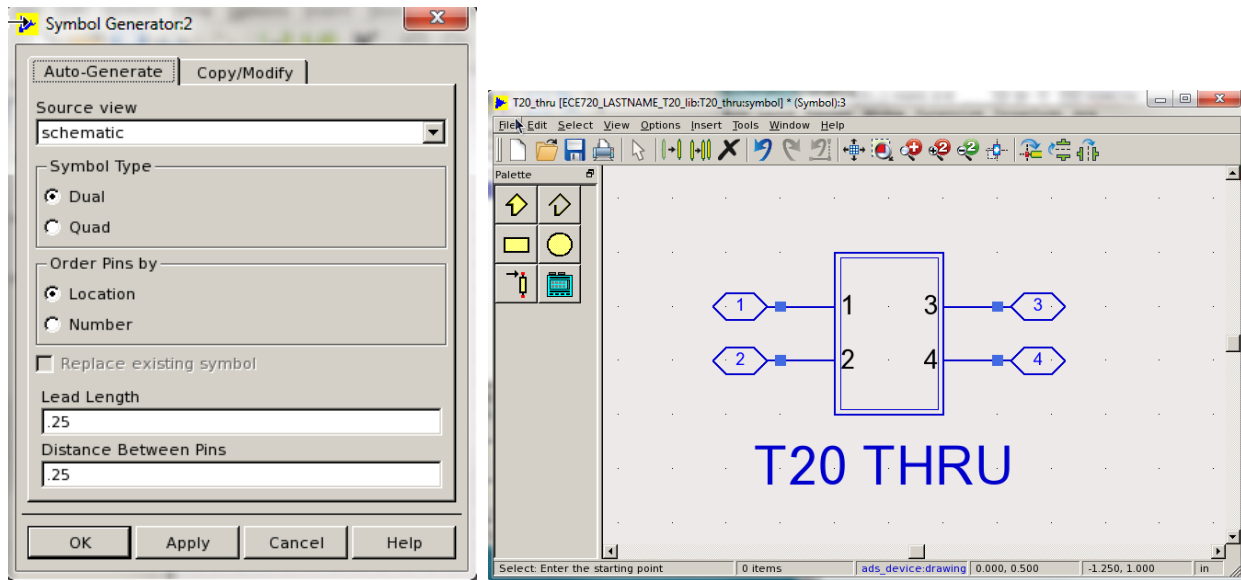 Symbol Generator:2
Auto-Generate Copy/Modify
Source view
schematic
Symbol Type
Dual
Quad
Order Pins by
Location
Number
Replace existing symbol
Lead Length
.25
Distance Between Pins
.25
OK Apply Cancel Help
T20_thru [ECE720_LASTNAME_T20_lib:T20_thru:symbol] * (Symbol):3
File Edit Select View Options Insert Tools Window Help
Palette
1 1 3 3
2 2 4 4
T20 THRU
Select: Enter the starting point 0 items ads_device:drawing 0.000, 0.500 -1.250, 1.000 in